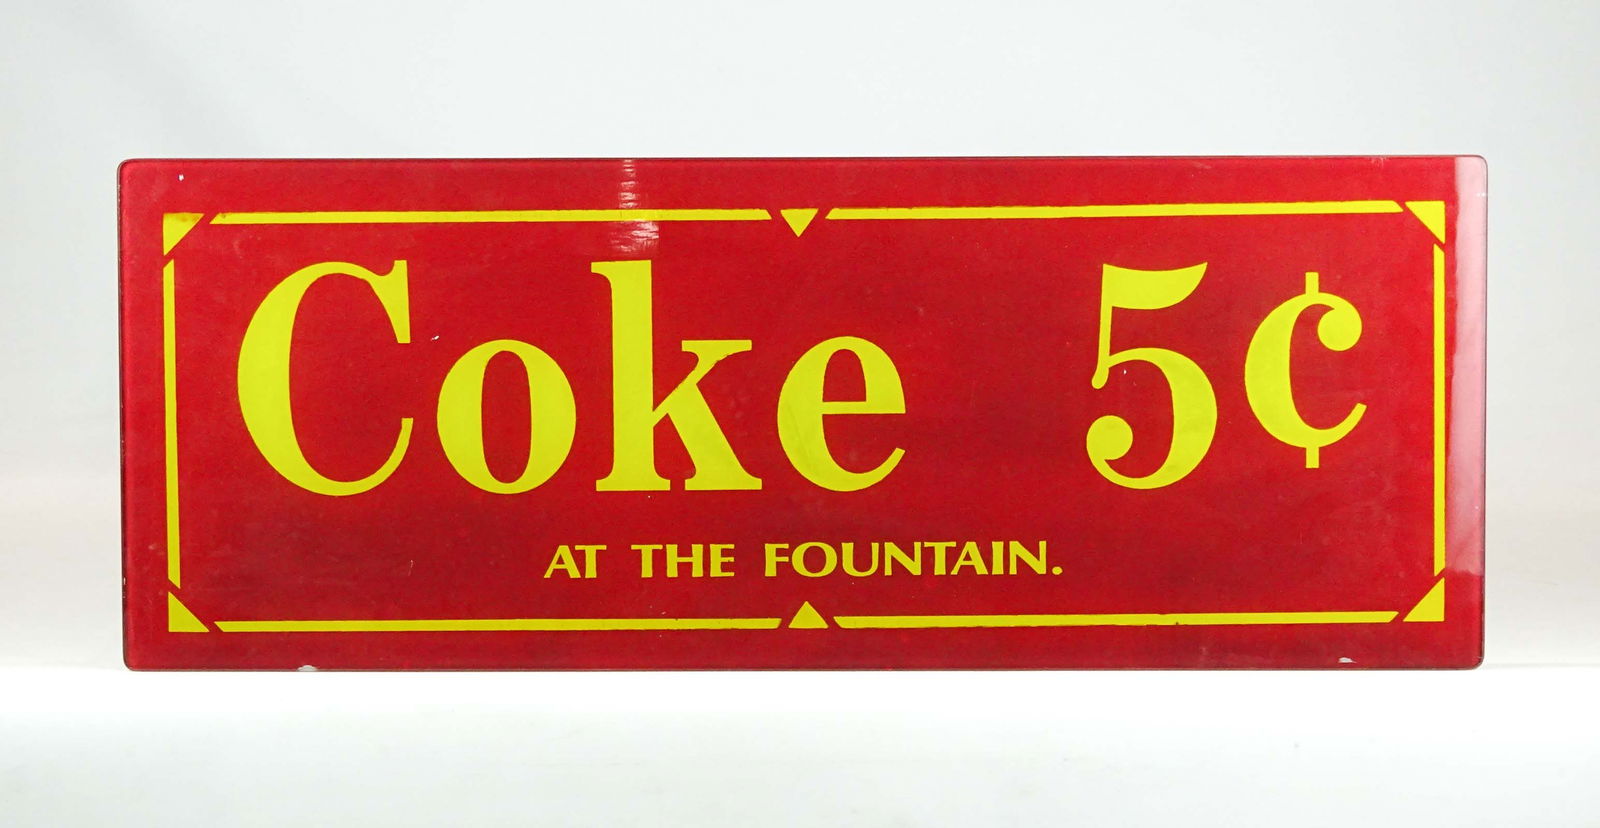 Coke 5¢
AT THE FOUNTAIN.